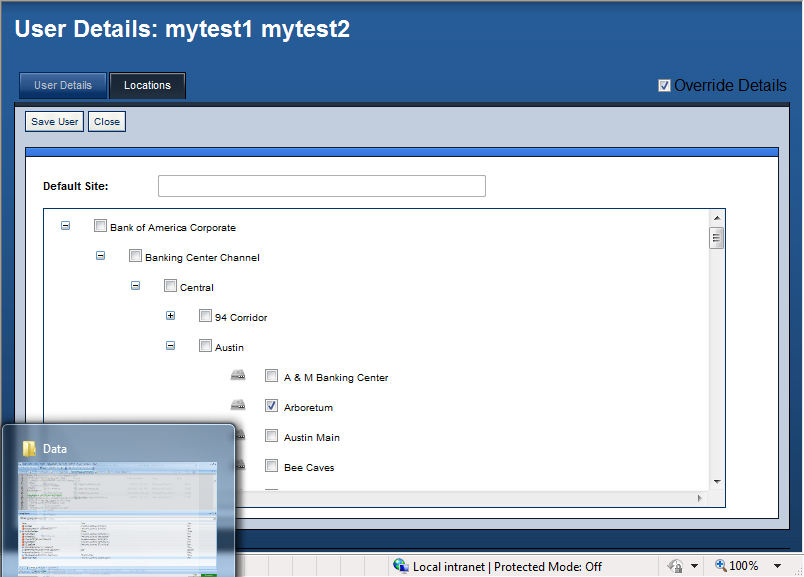 User Details: mytest1 mytest2
User Details
Locations
Override Details
Save User
Close
Default Site:
Bank of America Corporate
Banking Center Channel
Central
94 Corridor
Austin
A & M Banking Center
Arboretum
Austin Main
Bee Caves
Data
Local intranet | Protected Mode: Off
100%